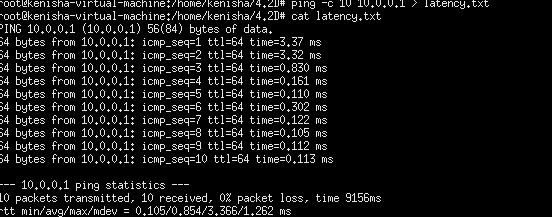 root@kenisha-virtual-machine:/home/kenisha/4.2D# ping -c 10 10.0.0.1 > latency.txt
root@kenisha-virtual-machine:/home/kenisha/4.2D# cat latency.txt
PING 10.0.0.1 (10.0.0.1) 56(84) bytes of data.
64 bytes from 10.0.0.1: icmp_seq=1 ttl=64 time=3.37 ms
64 bytes from 10.0.0.1: icmp_seq=2 ttl=64 time=3.32 ms
64 bytes from 10.0.0.1: icmp_seq=3 ttl=64 time=0.830 ms
64 bytes from 10.0.0.1: icmp_seq=4 ttl=64 time=0.161 ms
64 bytes from 10.0.0.1: icmp_seq=5 ttl=64 time=0.110 ms
64 bytes from 10.0.0.1: icmp_seq=6 ttl=64 time=0.302 ms
64 bytes from 10.0.0.1: icmp_seq=7 ttl=64 time=0.122 ms
64 bytes from 10.0.0.1: icmp_seq=8 ttl=64 time=0.105 ms
64 bytes from 10.0.0.1: icmp_seq=9 ttl=64 time=0.112 ms
64 bytes from 10.0.0.1: icmp_seq=10 ttl=64 time=0.113 ms
--- 10.0.0.1 ping statistics ---
10 packets transmitted, 10 received, 0% packet loss, time 9156ms
rtt min/avg/max/mdev = 0.105/0.854/3.366/1.262 ms